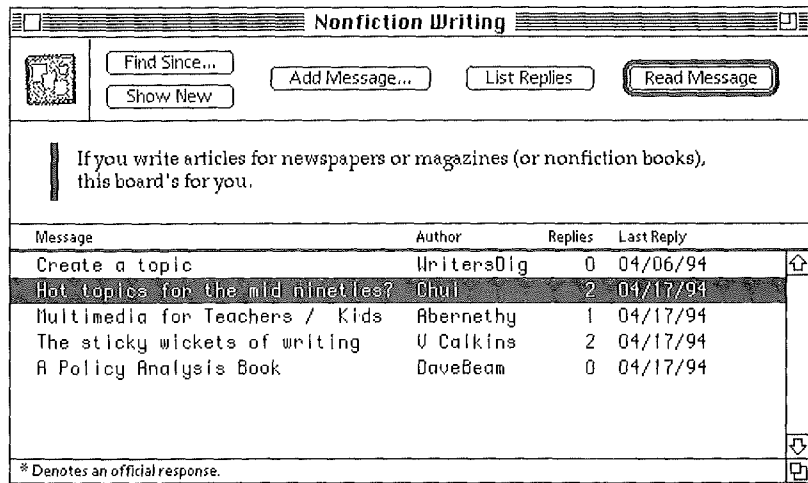 Nonfiction Writing
Find Since...
Show New
Add Message...
List Replies
Read Message
If you write articles for newspapers or magazines (or nonfiction books),
this board's for you.
Message Author Replies Last Reply
Create a topic WritersDig 0 04/06/94
Hot topics for the mid nineties? Chui 2 04/17/94
Multimedia for Teachers / Kids Abernethy 1 04/17/94
The sticky wickets of writing V Calkins 2 04/17/94
A Policy Analysis Book DaveBeam 0 04/17/94
* Denotes an official response.